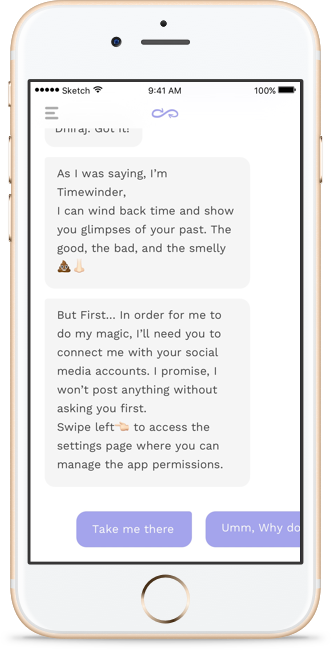 Sketch 9:41 AM 100%
Dhiraj. Got it!
As I was saying, I'm
Timewinder,
I can wind back time and show
you glimpses of your past. The
good, the bad, and the smelly
💩👃🏻
But First... In order for me to
do my magic, I'll need you to
connect me with your social
media accounts. I promise, I
won't post anything without
asking you first.
Swipe left👈🏻 to access the
settings page where you can
manage the app permissions.
Take me there
Umm, Why do